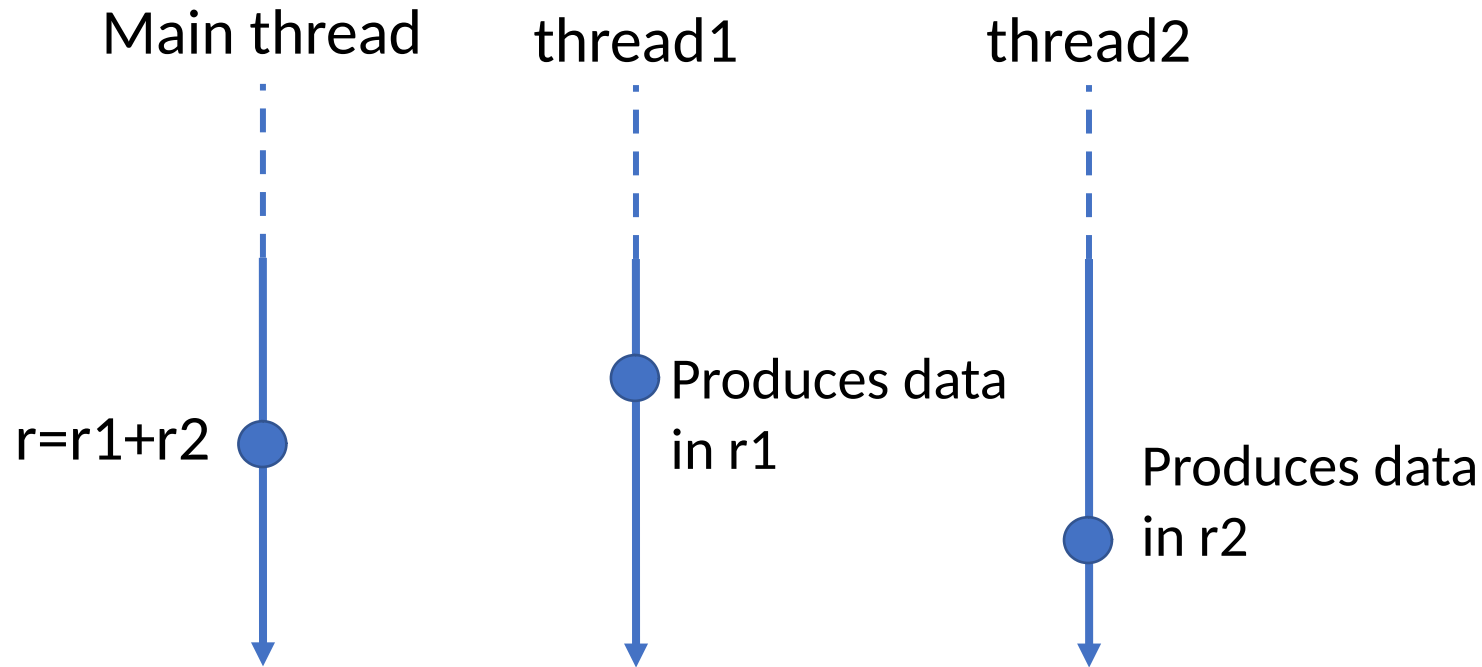 Main thread
thread1
thread2
Produces data
in r1
r=r1+r2
Produces data
in r2